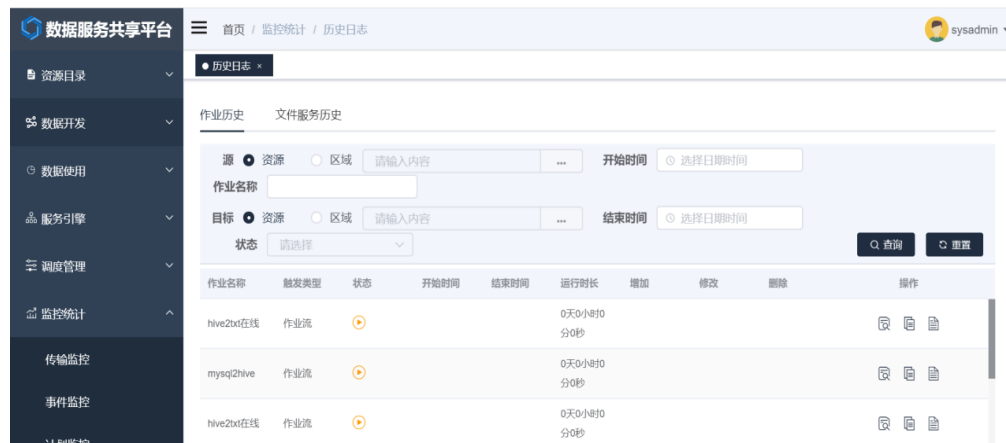 数据服务共享平台
首页 / 监控统计 / 历史日志
sysadmin
历史日志 ×
资源目录
数据开发
数据使用
服务引擎
调度管理
监控统计
传输监控
事件监控
作业历史 文件服务历史
源 资源 区域 请输入内容 ... 开始时间 选择日期时间
作业名称
目标 资源 区域 请输入内容 ... 结束时间 选择日期时间
状态 请选择 查询 重置
作业名称 触发类型 状态 开始时间 结束时间 运行时长 增加 修改 删除 操作
hive2txt在线 作业流 0天0小时0
分0秒
mysql2hive 作业流 0天0小时0
分0秒
hive2txt在线 作业流 0天0小时0
分0秒